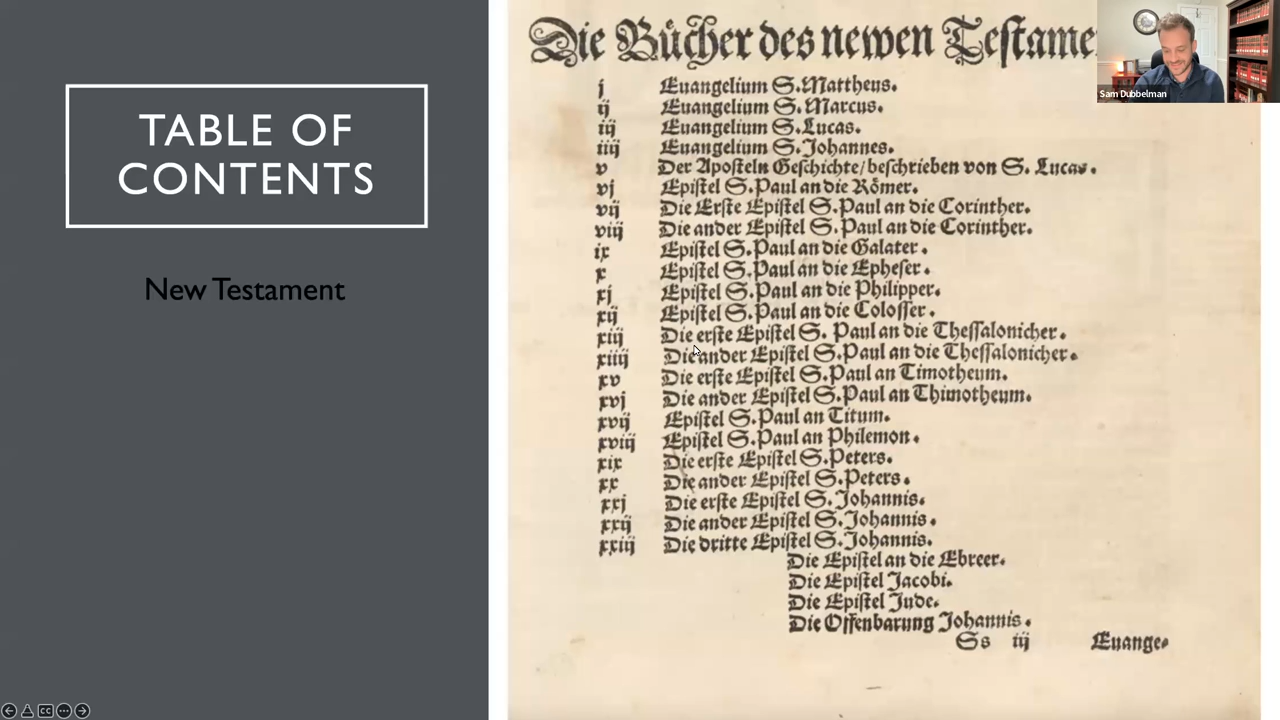 TABLE OF
CONTENTS
New Testament
Sam Dubbelman
Die Bücher des newen Testame
j Euangelium S.Mattheus.
ij Euangelium S.Marcus.
iij Euangelium S.Lucas.
iiij Euangelium S.Johannes.
v Der Aposteln Geschichte/beschrieben von S. Lucas.
vj Epistel S.Paul an die Römer.
vij Die Erste Epistel S.Paul an die Corinther.
viij Die ander Epistel S.Paul an die Corinther.
ix Epistel S.Paul an die Galater.
x Epistel S.Paul an die Epheser.
xj Epistel S.Paul an die Philipper.
xij Epistel S.Paul an die Colosser.
xiij Die erste Epistel S. Paul an die Thessalonicher.
xiiij Die ander Epistel S.Paul an die Thessalonicher.
xv Die erste Epistel S.Paul an Timotheum.
xvj Die ander Epistel S.Paul an Thimotheum.
xvij Epistel S.Paul an Titum.
xviij Epistel S.Paul an Philemon.
xix Die erste Epistel S.Peters.
xx Die ander Epistel S.Peters.
xxj Die erste Epistel S.Johannis.
xxij Die ander Epistel S.Johannis.
xxiij Die dritte Epistel S.Johannis.
Die Epistel an die Ebreer.
Die Epistel Jacobi.
Die Epistel Jude.
Die Offenbarung Johannis.
Ss iij Euange-
CC